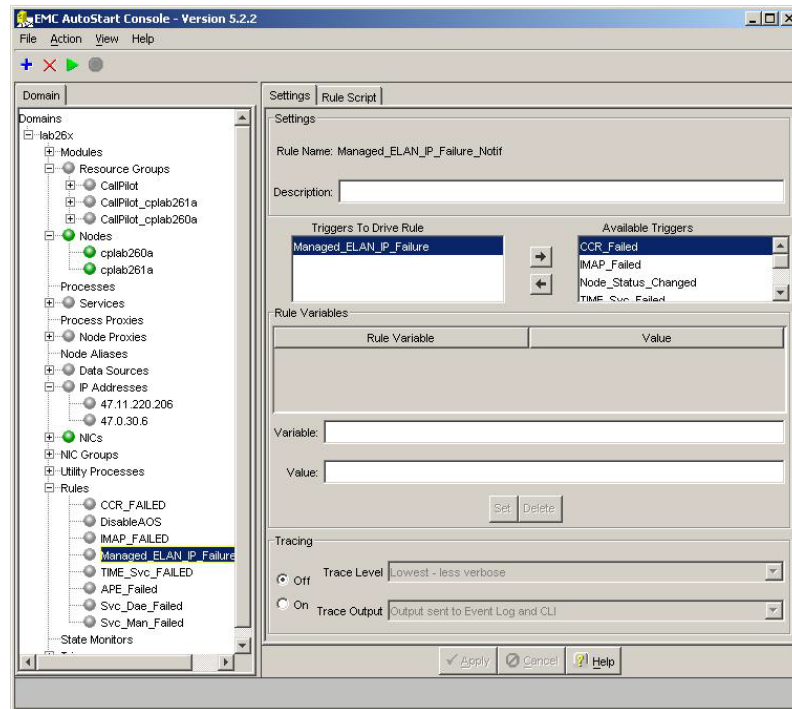 EMC AutoStart Console - Version 5.2.2
File Action View Help
Domain
Domains
lab26x
Modules
Resource Groups
CallPilot
CallPilot_cplab261a
CallPilot_cplab260a
Nodes
cplab260a
cplab261a
Processes
Services
Process Proxies
Node Proxies
Node Aliases
Data Sources
IP Addresses
47.11.220.206
47.0.30.6
NICs
NIC Groups
Utility Processes
Rules
CCR_FAILED
DisableAOS
IMAP_FAILED
Managed_ELAN_IP_Failure
TIME_Svc_FAILED
APE_Failed
Svc_Dae_Failed
Svc_Man_Failed
State Monitors
Settings Rule Script
Settings
Rule Name: Managed_ELAN_IP_Failure_Notif
Description:
Triggers To Drive Rule
Managed_ELAN_IP_Failure
Available Triggers
CCR_Failed
IMAP_Failed
Node_Status_Changed
TIME_Svc_Failed
Rule Variables
Rule Variable Value
Variable:
Value:
Set Delete
Tracing
Off Trace Level Lowest - less verbose
On Trace Output Output sent to Event Log and CLI
Apply Cancel Help